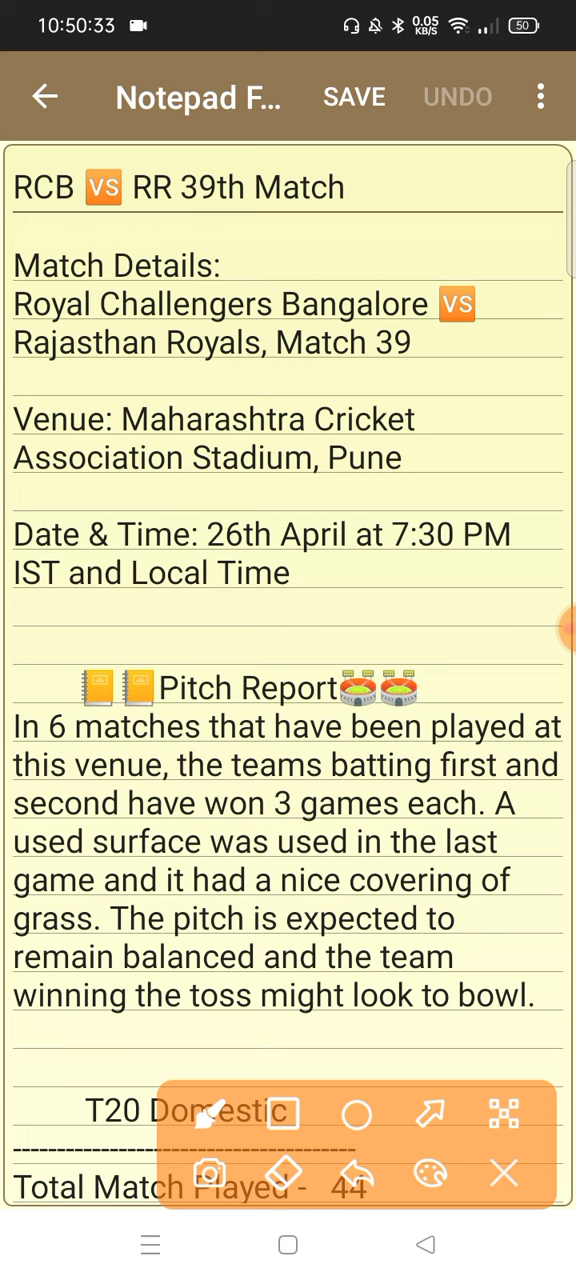 10:50:33 0.05 KB/S 50
Notepad F... SAVE UNDO
RCB 🆚 RR 39th Match
Match Details:
Royal Challengers Bangalore 🆚
Rajasthan Royals, Match 39
Venue: Maharashtra Cricket
Association Stadium, Pune
Date & Time: 26th April at 7:30 PM
IST and Local Time
📒📒Pitch Report🏟️🏟️
In 6 matches that have been played at
this venue, the teams batting first and
second have won 3 games each. A
used surface was used in the last
game and it had a nice covering of
grass. The pitch is expected to
remain balanced and the team
winning the toss might look to bowl.
T20 Domestic
---------------------------------------
Total Match Played - 44